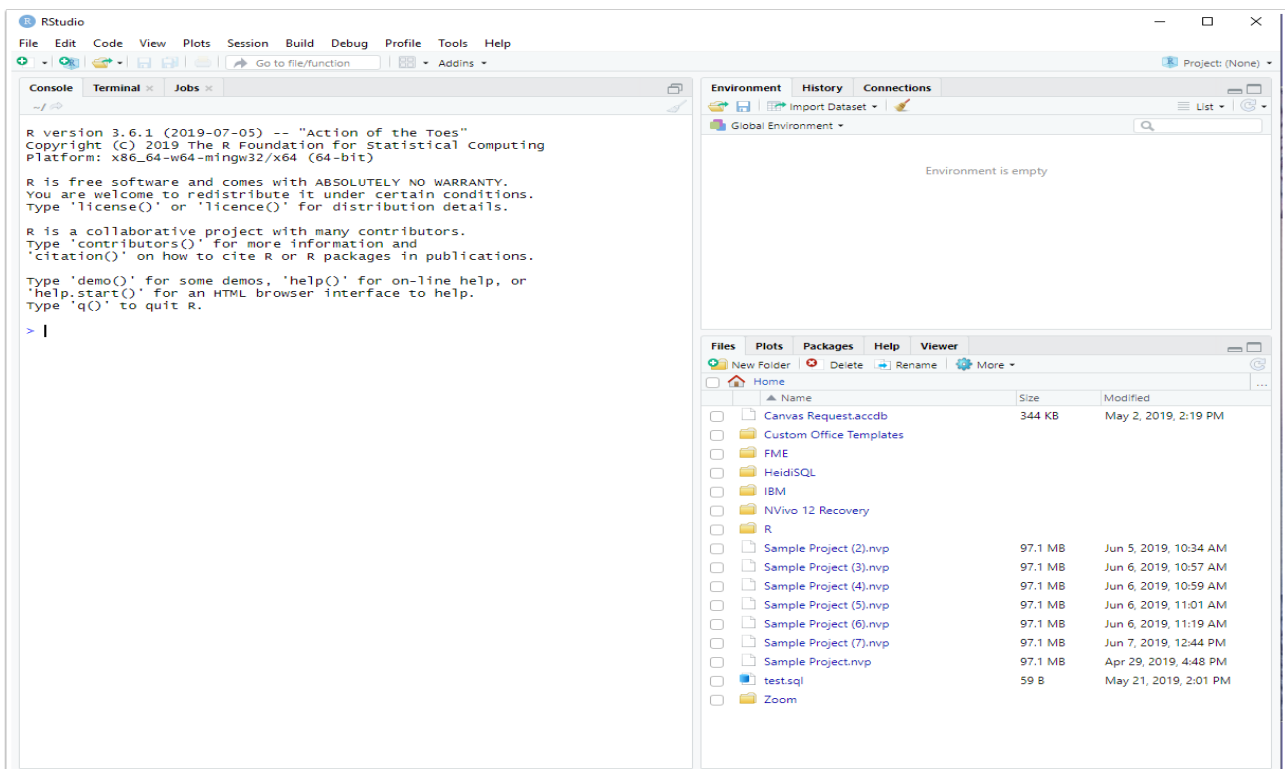 RStudio
File Edit Code View Plots Session Build Debug Profile Tools Help
Go to file/function Addins Project: (None)
Console Terminal Jobs
~/
R version 3.6.1 (2019-07-05) -- "Action of the Toes"
Copyright (C) 2019 The R Foundation for Statistical Computing
Platform: x86_64-w64-mingw32/x64 (64-bit)
R is free software and comes with ABSOLUTELY NO WARRANTY.
You are welcome to redistribute it under certain conditions.
Type 'license()' or 'licence()' for distribution details.
R is a collaborative project with many contributors.
Type 'contributors()' for more information and
'citation()' on how to cite R or R packages in publications.
Type 'demo()' for some demos, 'help()' for on-line help, or
'help.start()' for an HTML browser interface to help.
Type 'q()' to quit R.
>
Environment History Connections
Import Dataset List
Global Environment
Environment is empty
Files Plots Packages Help Viewer
New Folder Delete Rename More
Home ...
Name Size Modified
Canvas Request.accdb 344 KB May 2, 2019, 2:19 PM
Custom Office Templates
FME
HeidiSQL
IBM
NVivo 12 Recovery
R
Sample Project (2).nvp 97.1 MB Jun 5, 2019, 10:34 AM
Sample Project (3).nvp 97.1 MB Jun 6, 2019, 10:57 AM
Sample Project (4).nvp 97.1 MB Jun 6, 2019, 10:59 AM
Sample Project (5).nvp 97.1 MB Jun 6, 2019, 11:01 AM
Sample Project (6).nvp 97.1 MB Jun 6, 2019, 11:19 AM
Sample Project (7).nvp 97.1 MB Jun 7, 2019, 12:44 PM
Sample Project.nvp 97.1 MB Apr 29, 2019, 4:48 PM
test.sql 59 B May 21, 2019, 2:01 PM
Zoom